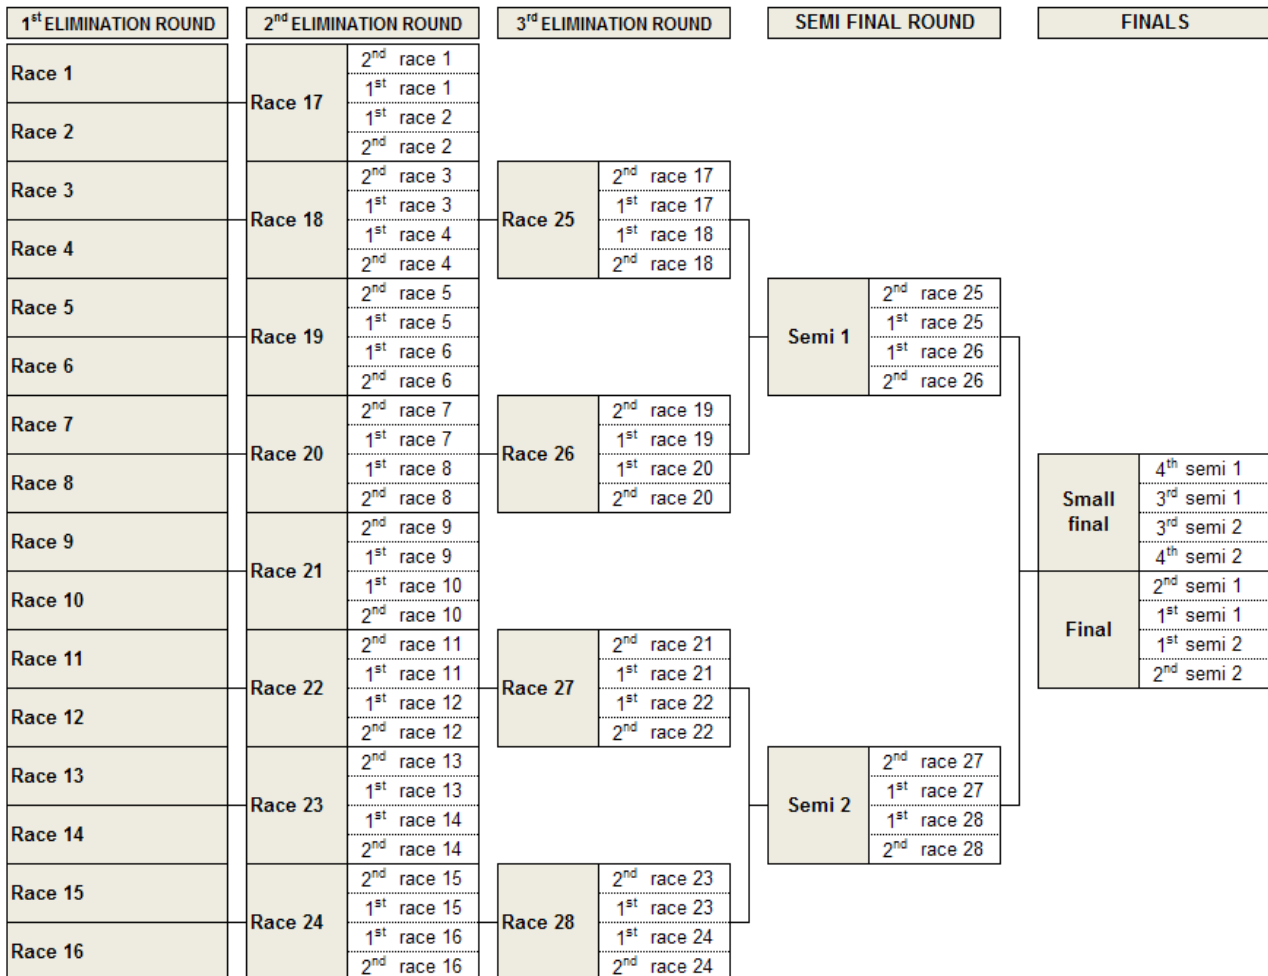 1st ELIMINATION ROUND
2nd ELIMINATION ROUND
3rd ELIMINATION ROUND
SEMI FINAL ROUND
FINALS
Race 1
Race 2
Race 3
Race 4
Race 5
Race 6
Race 7
Race 8
Race 9
Race 10
Race 11
Race 12
Race 13
Race 14
Race 15
Race 16
Race 17
2nd race 1
1st race 1
1st race 2
2nd race 2
Race 18
2nd race 3
1st race 3
1st race 4
2nd race 4
Race 19
2nd race 5
1st race 5
1st race 6
2nd race 6
Race 20
2nd race 7
1st race 7
1st race 8
2nd race 8
Race 21
2nd race 9
1st race 9
1st race 10
2nd race 10
Race 22
2nd race 11
1st race 11
1st race 12
2nd race 12
Race 23
2nd race 13
1st race 13
1st race 14
2nd race 14
Race 24
2nd race 15
1st race 15
1st race 16
2nd race 16
Race 25
2nd race 17
1st race 17
1st race 18
2nd race 18
Race 26
2nd race 19
1st race 19
1st race 20
2nd race 20
Race 27
2nd race 21
1st race 21
1st race 22
2nd race 22
Race 28
2nd race 23
1st race 23
1st race 24
2nd race 24
Semi 1
2nd race 25
1st race 25
1st race 26
2nd race 26
Semi 2
2nd race 27
1st race 27
1st race 28
2nd race 28
Small
final
4th semi 1
3rd semi 1
3rd semi 2
4th semi 2
Final
2nd semi 1
1st semi 1
1st semi 2
2nd semi 2